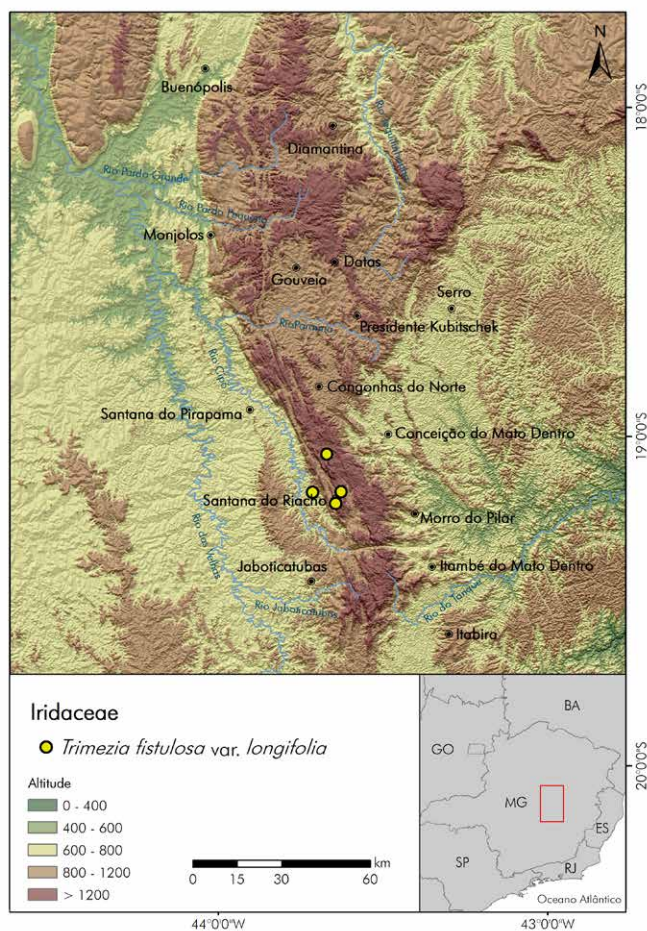 N
18°0'0"S
Buenópolis
Diamantina
Rio Pardo Grande
Rio Pardo Pequeno
Monjolos
Datas
Gouveia
Serro
Presidente Kubitschek
Congonhas do Norte
Rio Cipó
Santana do Pirapama
Conceição do Mato Dentro
19°0'0"S
Santana do Riacho
Morro do Pilar
Rio das Velhas
Jaboticatubas
Itambé do Mato Dentro
Rio Jaboticatubas
Rio do Tanque
Itabira
Iridaceae
Trimezia fistulosa var. longifolia
Altitude
0 - 400
400 - 600
600 - 800
800 - 1200
> 1200
km
0 15 30 60
BA
GO
MG
ES
SP
RJ
Oceano Atlântico
20°0'0"S
44°0'0"W
43°0'0"W